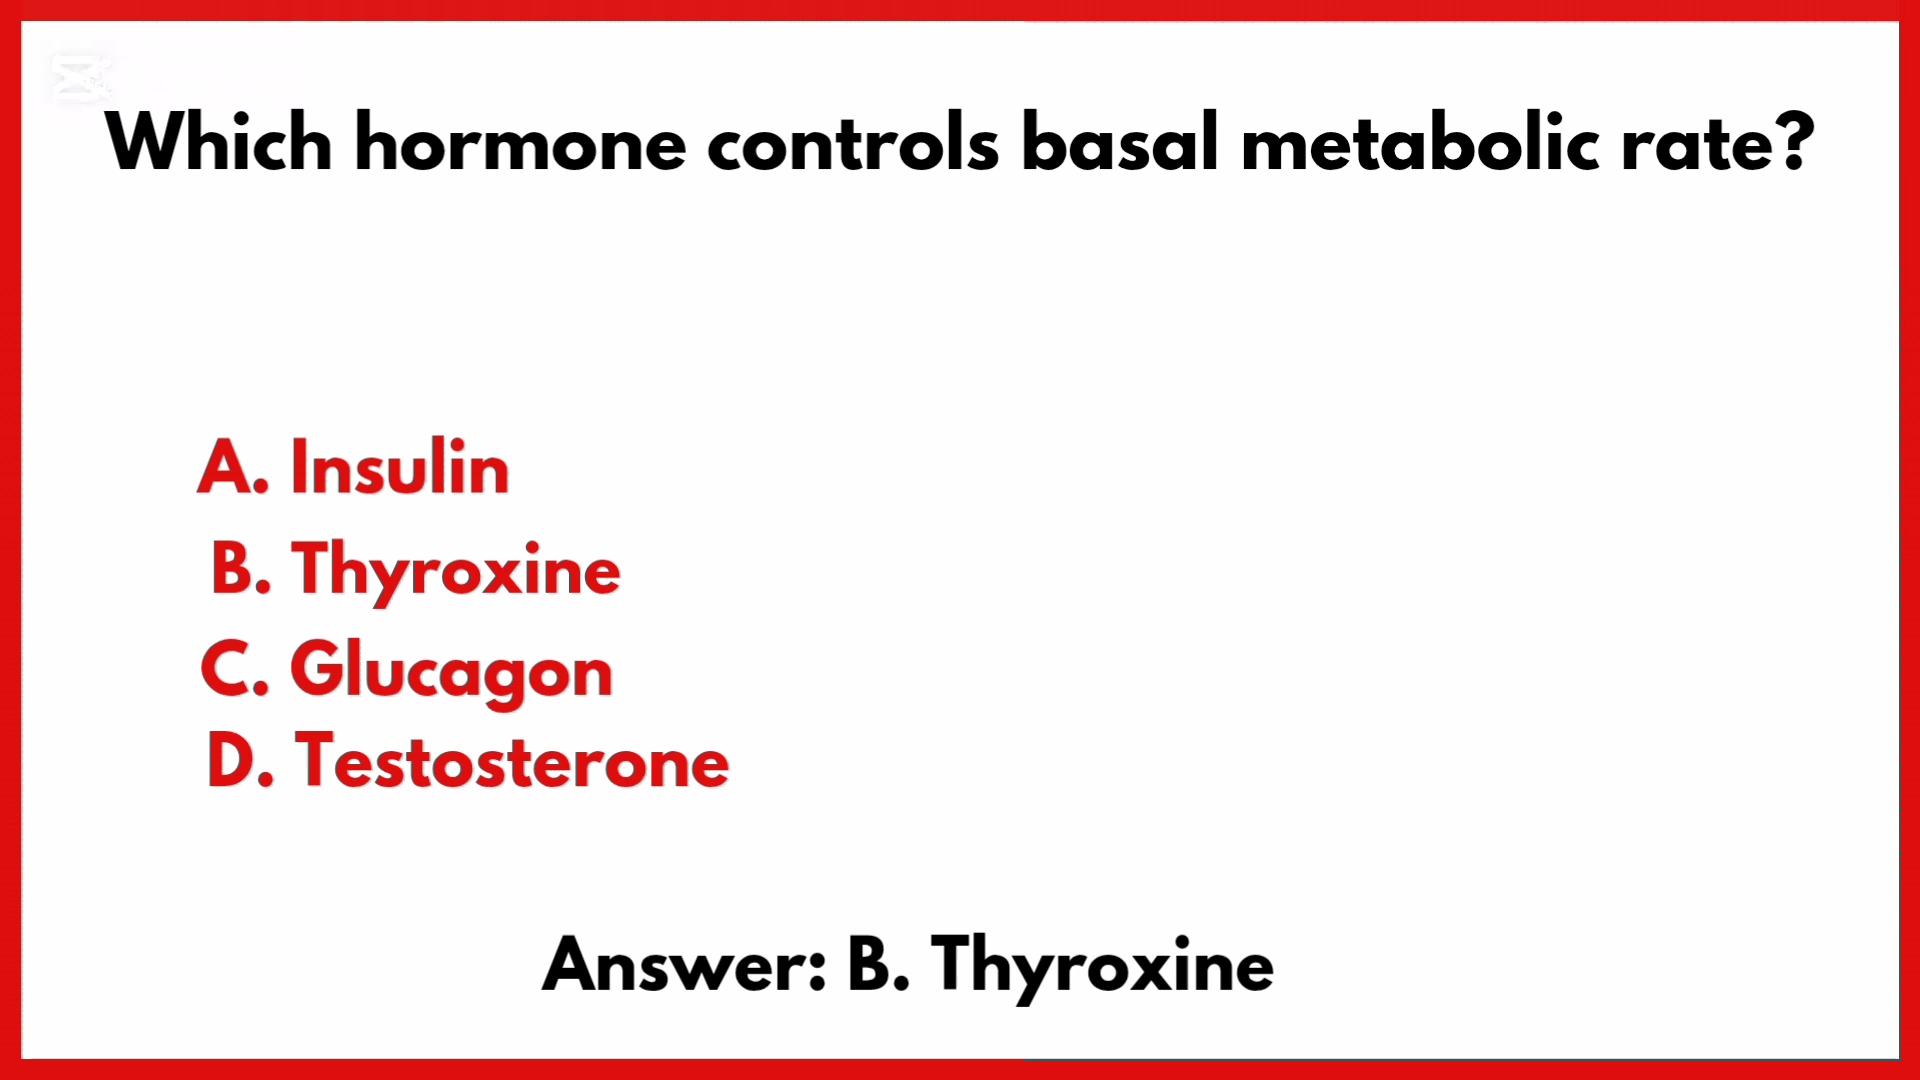 Which hormone controls basal metabolic rate?
A. Insulin
B. Thyroxine
C. Glucagon
D. Testosterone
Answer: B. Thyroxine